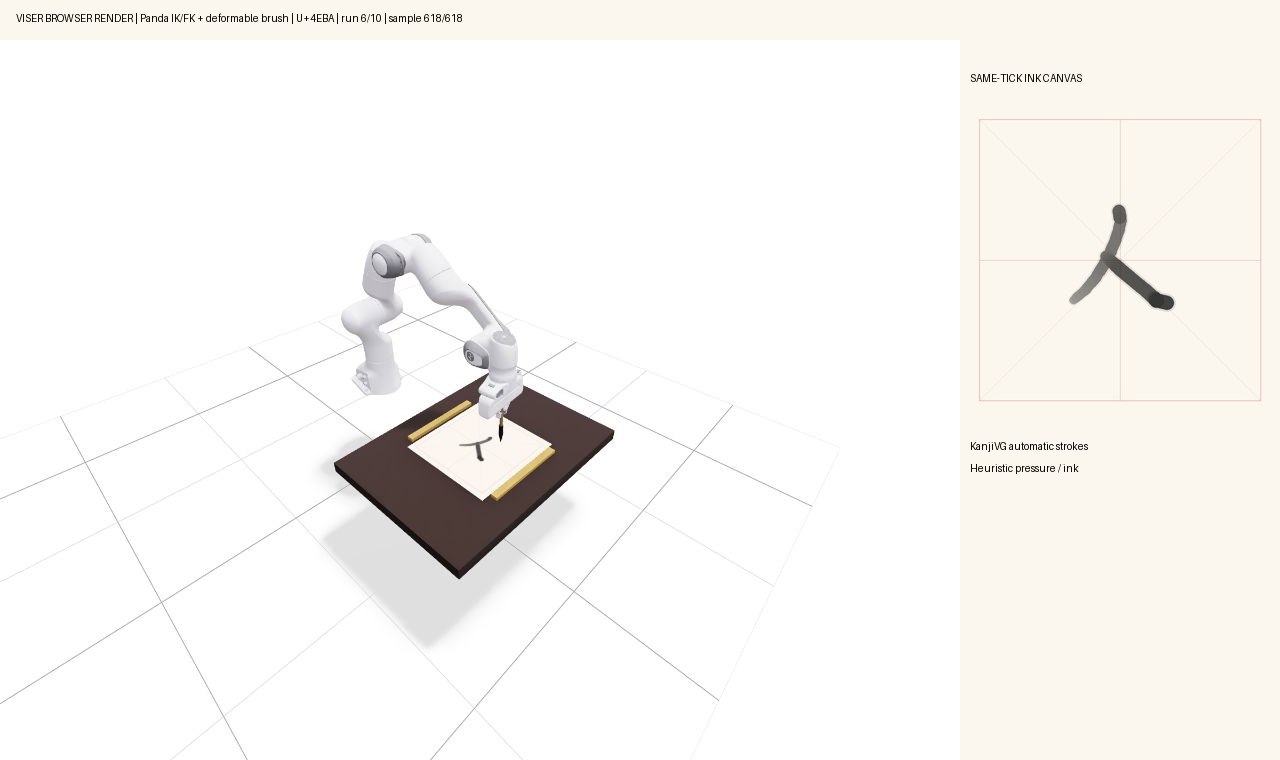 VISER BROWSER RENDER | Panda IK/FK + deformable brush | U+4EBA | run 6/10 | sample 618/618
SAME-TICK INK CANVAS
人
KanjiVG automatic strokes
Heuristic pressure / ink